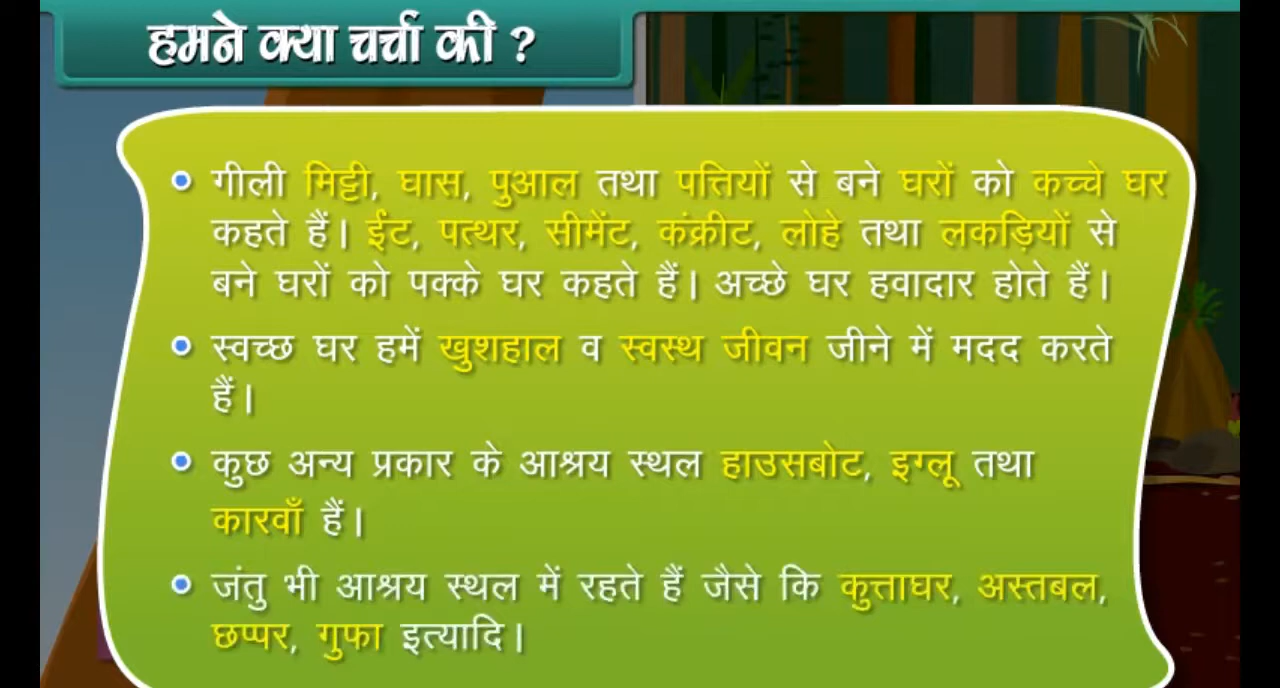 हमने क्या चर्चा की ?
• गीली मिट्टी, घास, पुआल तथा पत्तियों से बने घरों को कच्चे घर
कहते हैं। ईंट, पत्थर, सीमेंट, कंक्रीट, लोहे तथा लकड़ियों से
बने घरों को पक्के घर कहते हैं। अच्छे घर हवादार होते हैं।
• स्वच्छ घर हमें खुशहाल व स्वस्थ जीवन जीने में मदद करते
हैं।
• कुछ अन्य प्रकार के आश्रय स्थल हाउसबोट, इग्लू तथा
कारवाँ हैं।
• जंतु भी आश्रय स्थल में रहते हैं जैसे कि कुत्ताघर, अस्तबल,
छप्पर, गुफा इत्यादि।